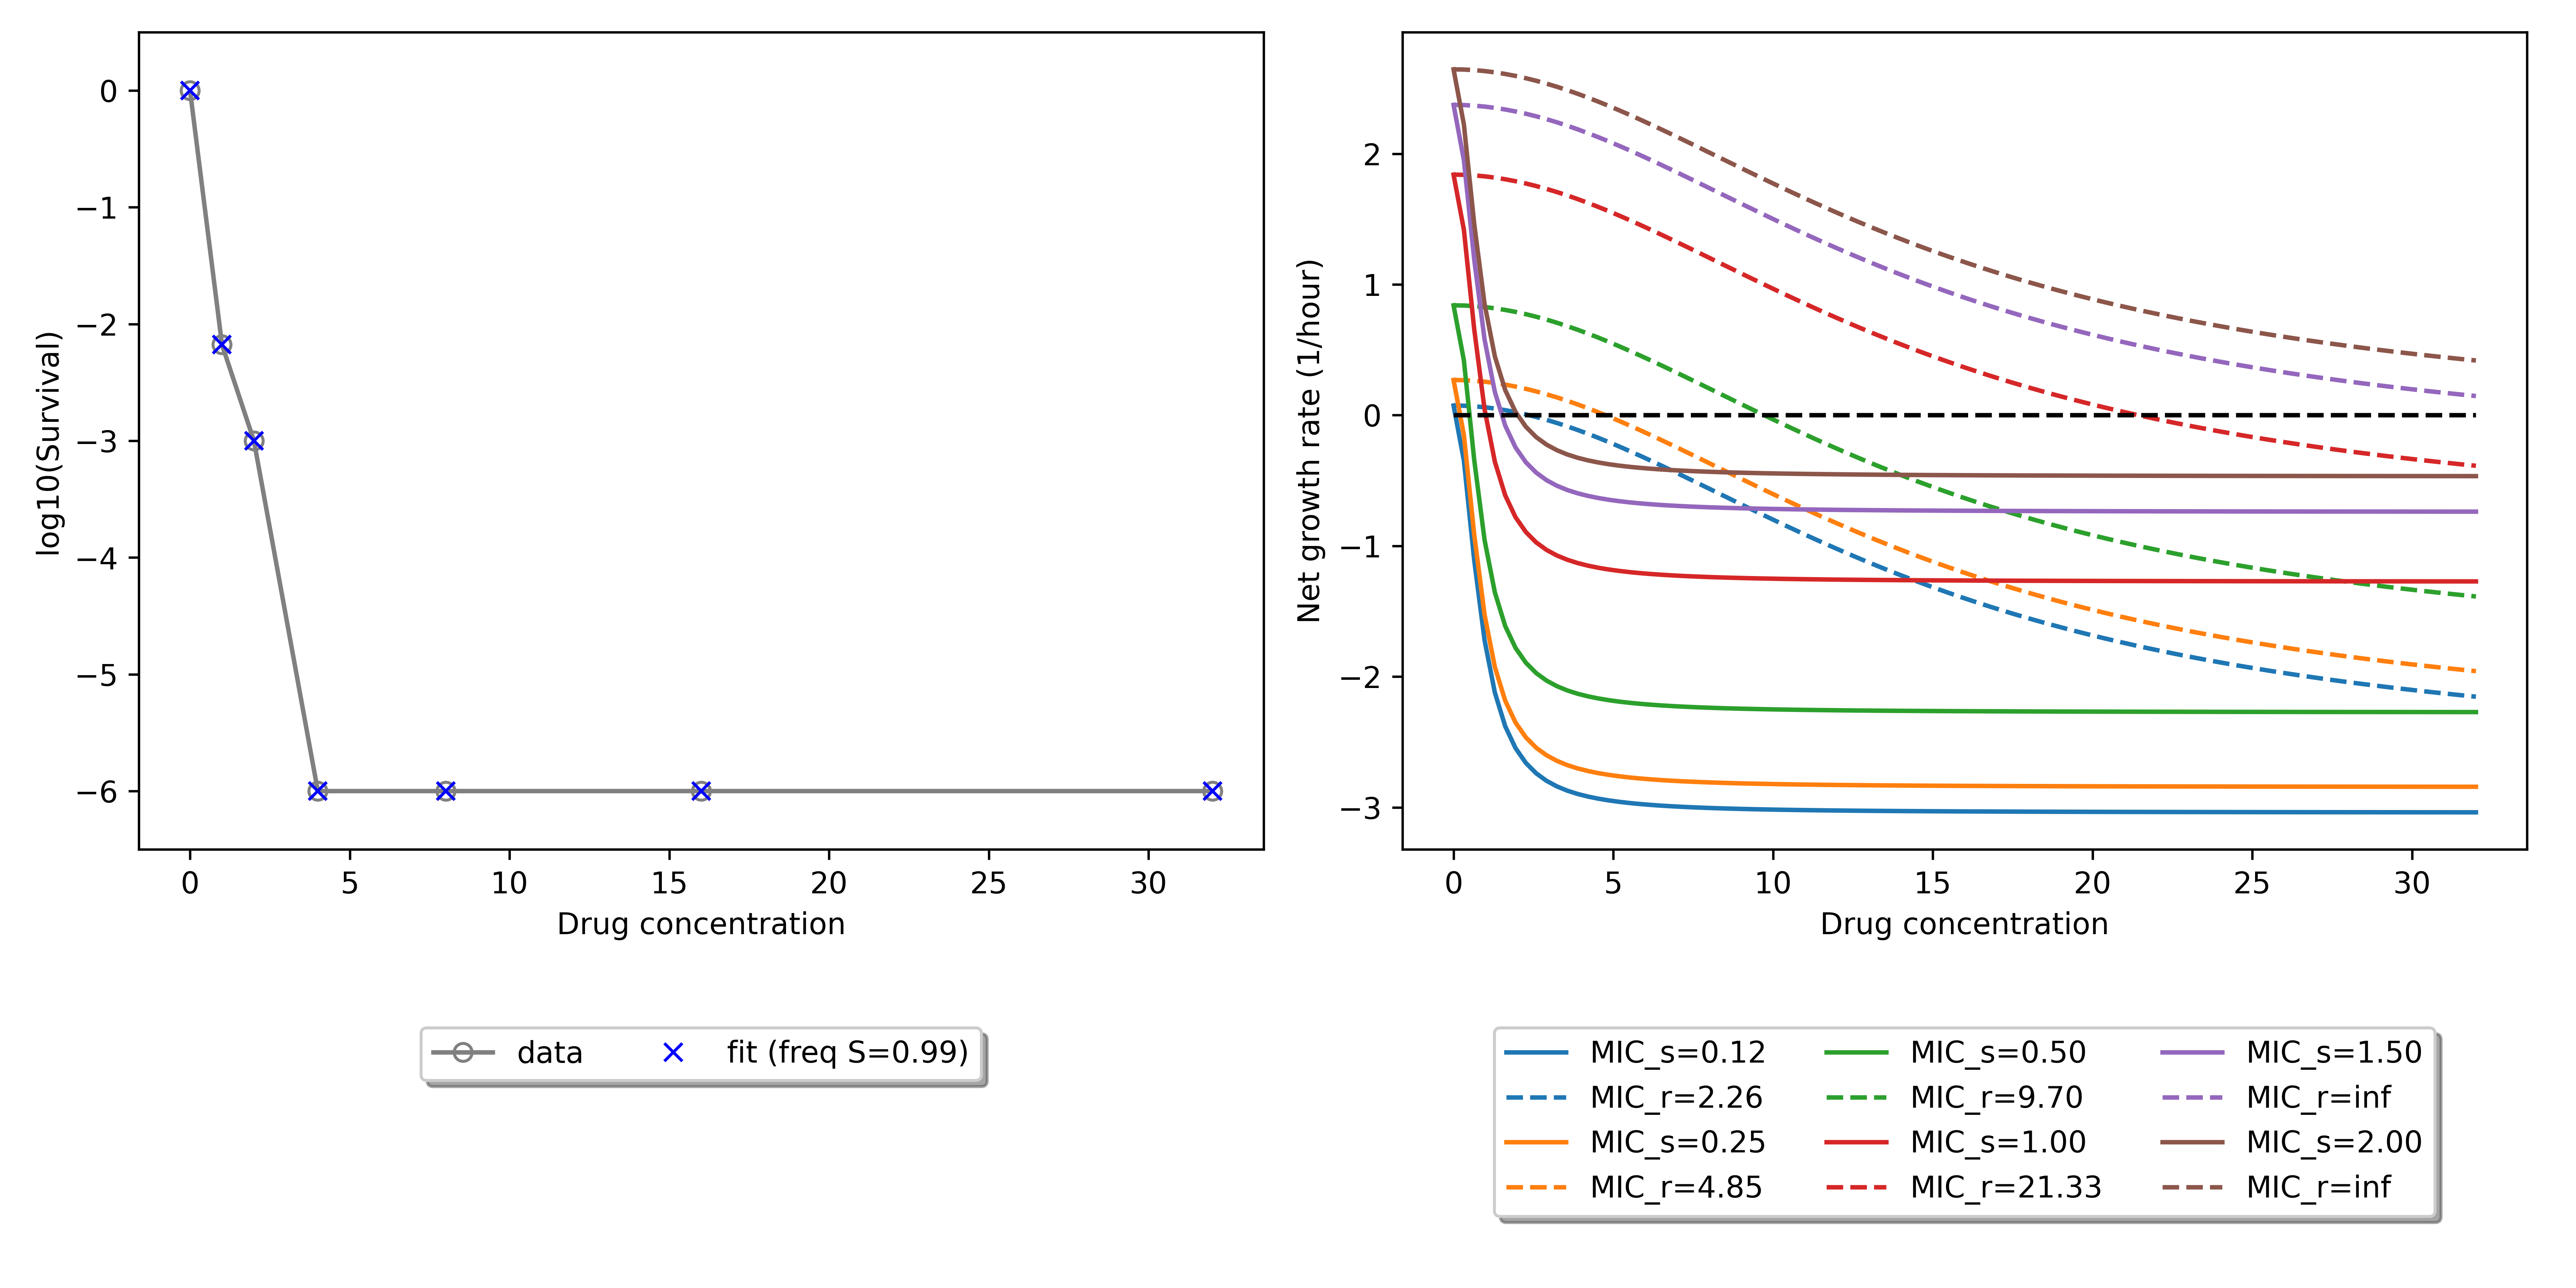 0
−1
−2
−3
−4
−5
−6
log10(Survival)
0 5 10 15 20 25 30
Drug concentration
data fit (freq S=0.99)
2
1
0
−1
−2
−3
Net growth rate (1/hour)
0 5 10 15 20 25 30
Drug concentration
MIC_s=0.12 MIC_s=0.50 MIC_s=1.50
MIC_r=2.26 MIC_r=9.70 MIC_r=inf
MIC_s=0.25 MIC_s=1.00 MIC_s=2.00
MIC_r=4.85 MIC_r=21.33 MIC_r=inf